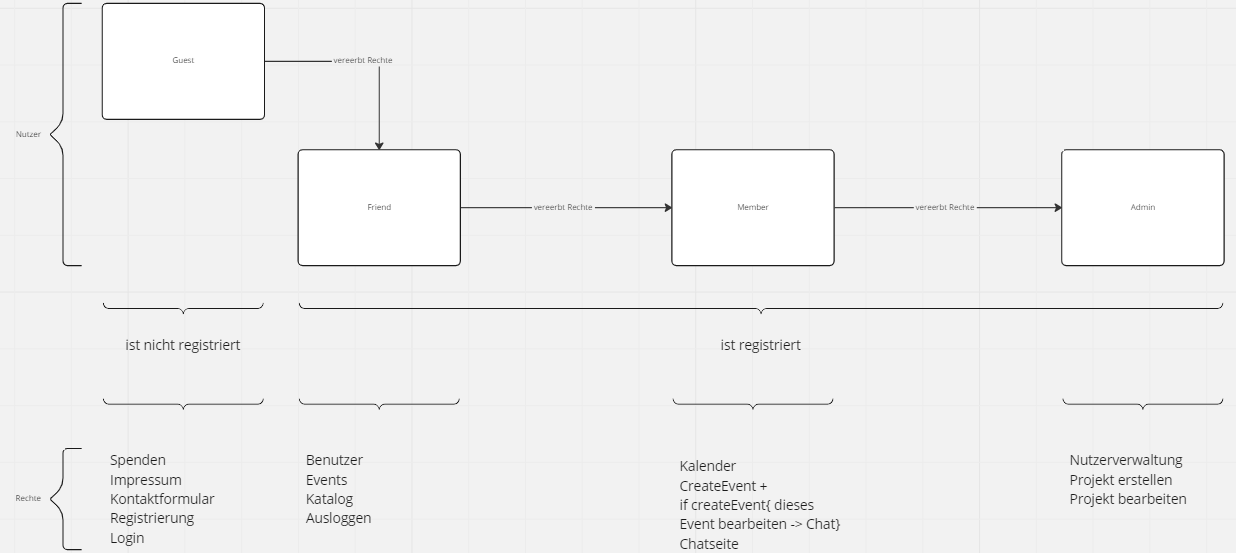 Guest
vereerbt Rechte
Nutzer
Friend
vereerbt Rechte
Member
vereerbt Rechte
Admin
ist nicht registriert
ist registriert
Rechte
Spenden
Impressum
Kontaktformular
Registrierung
Login
Benutzer
Events
Katalog
Ausloggen
Kalender
CreateEvent +
if createEvent{ dieses
Event bearbeiten -> Chat}
Chatseite
Nutzerverwaltung
Projekt erstellen
Projekt bearbeiten